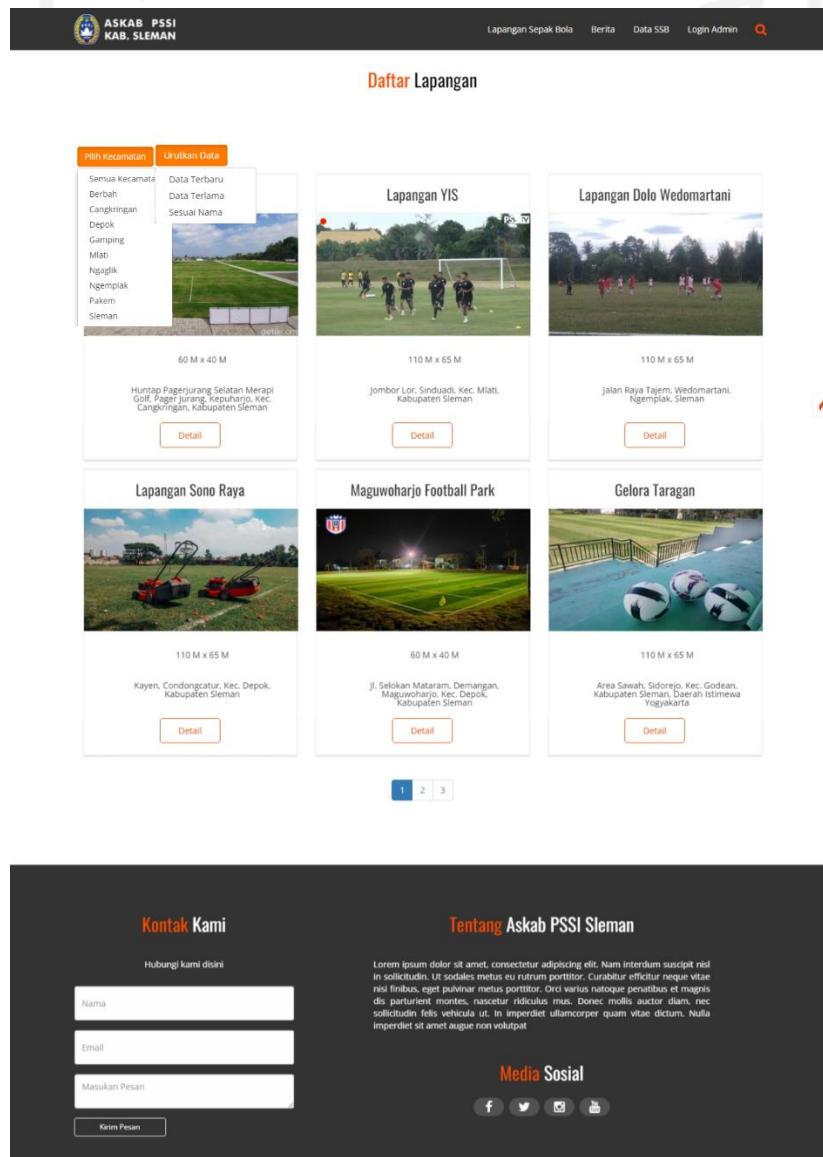 ASKAB PSSI
KAB. SLEMAN
Lapangan Sepak Bola Berita Data SSB Login Admin
Daftar Lapangan
Pilih Kecamatan Urutkan Data
Semua Kecamata
Berbah
Cangkringan
Depok
Gamping
Mlati
Ngaglik
Ngemplak
Pakem
Sleman
Data Terbaru
Data Terlama
Sesuai Nama
detikcom
60 M x 40 M
Huntap Pagerjurang Selatan Merapi
Golf, Pager Jurang, Kepuharjo, Kec.
Cangkringan, Kabupaten Sleman
Detail
Lapangan YIS
PSS TV
110 M x 65 M
Jombor Lor, Sinduadi, Kec. Mlati,
Kabupaten Sleman
Detail
Lapangan Dolo Wedomartani
110 M x 65 M
Jalan Raya Tajem, Wedomartani,
Ngemplak, Sleman
Detail
Lapangan Sono Raya
110 M x 65 M
Kayen, Condongcatur, Kec. Depok,
Kabupaten Sleman
Detail
Maguwoharjo Football Park
60 M x 40 M
Jl. Selokan Mataram, Demangan,
Maguwoharjo, Kec. Depok,
Kabupaten Sleman
Detail
Gelora Taragan
110 M x 65 M
Area Sawah, Sidorejo, Kec. Godean,
Kabupaten Sleman, Daerah Istimewa
Yogyakarta
Detail
1 2 3
Kontak Kami
Hubungi kami disini
Nama
Email
Masukan Pesan
Kirim Pesan
Tentang Askab PSSI Sleman
Lorem ipsum dolor sit amet, consectetur adipiscing elit. Nam interdum suscipit nisl
in sollicitudin. Ut sodales metus eu rutrum porttitor. Curabitur efficitur neque vitae
nisi finibus, eget pulvinar metus porttitor. Orci varius natoque penatibus et magnis
dis parturient montes, nascetur ridiculus mus. Donec mollis auctor diam, nec
sollicitudin felis vehicula ut. In imperdiet ullamcorper quam vitae dictum. Nulla
imperdiet sit amet augue non volutpat
Media Sosial